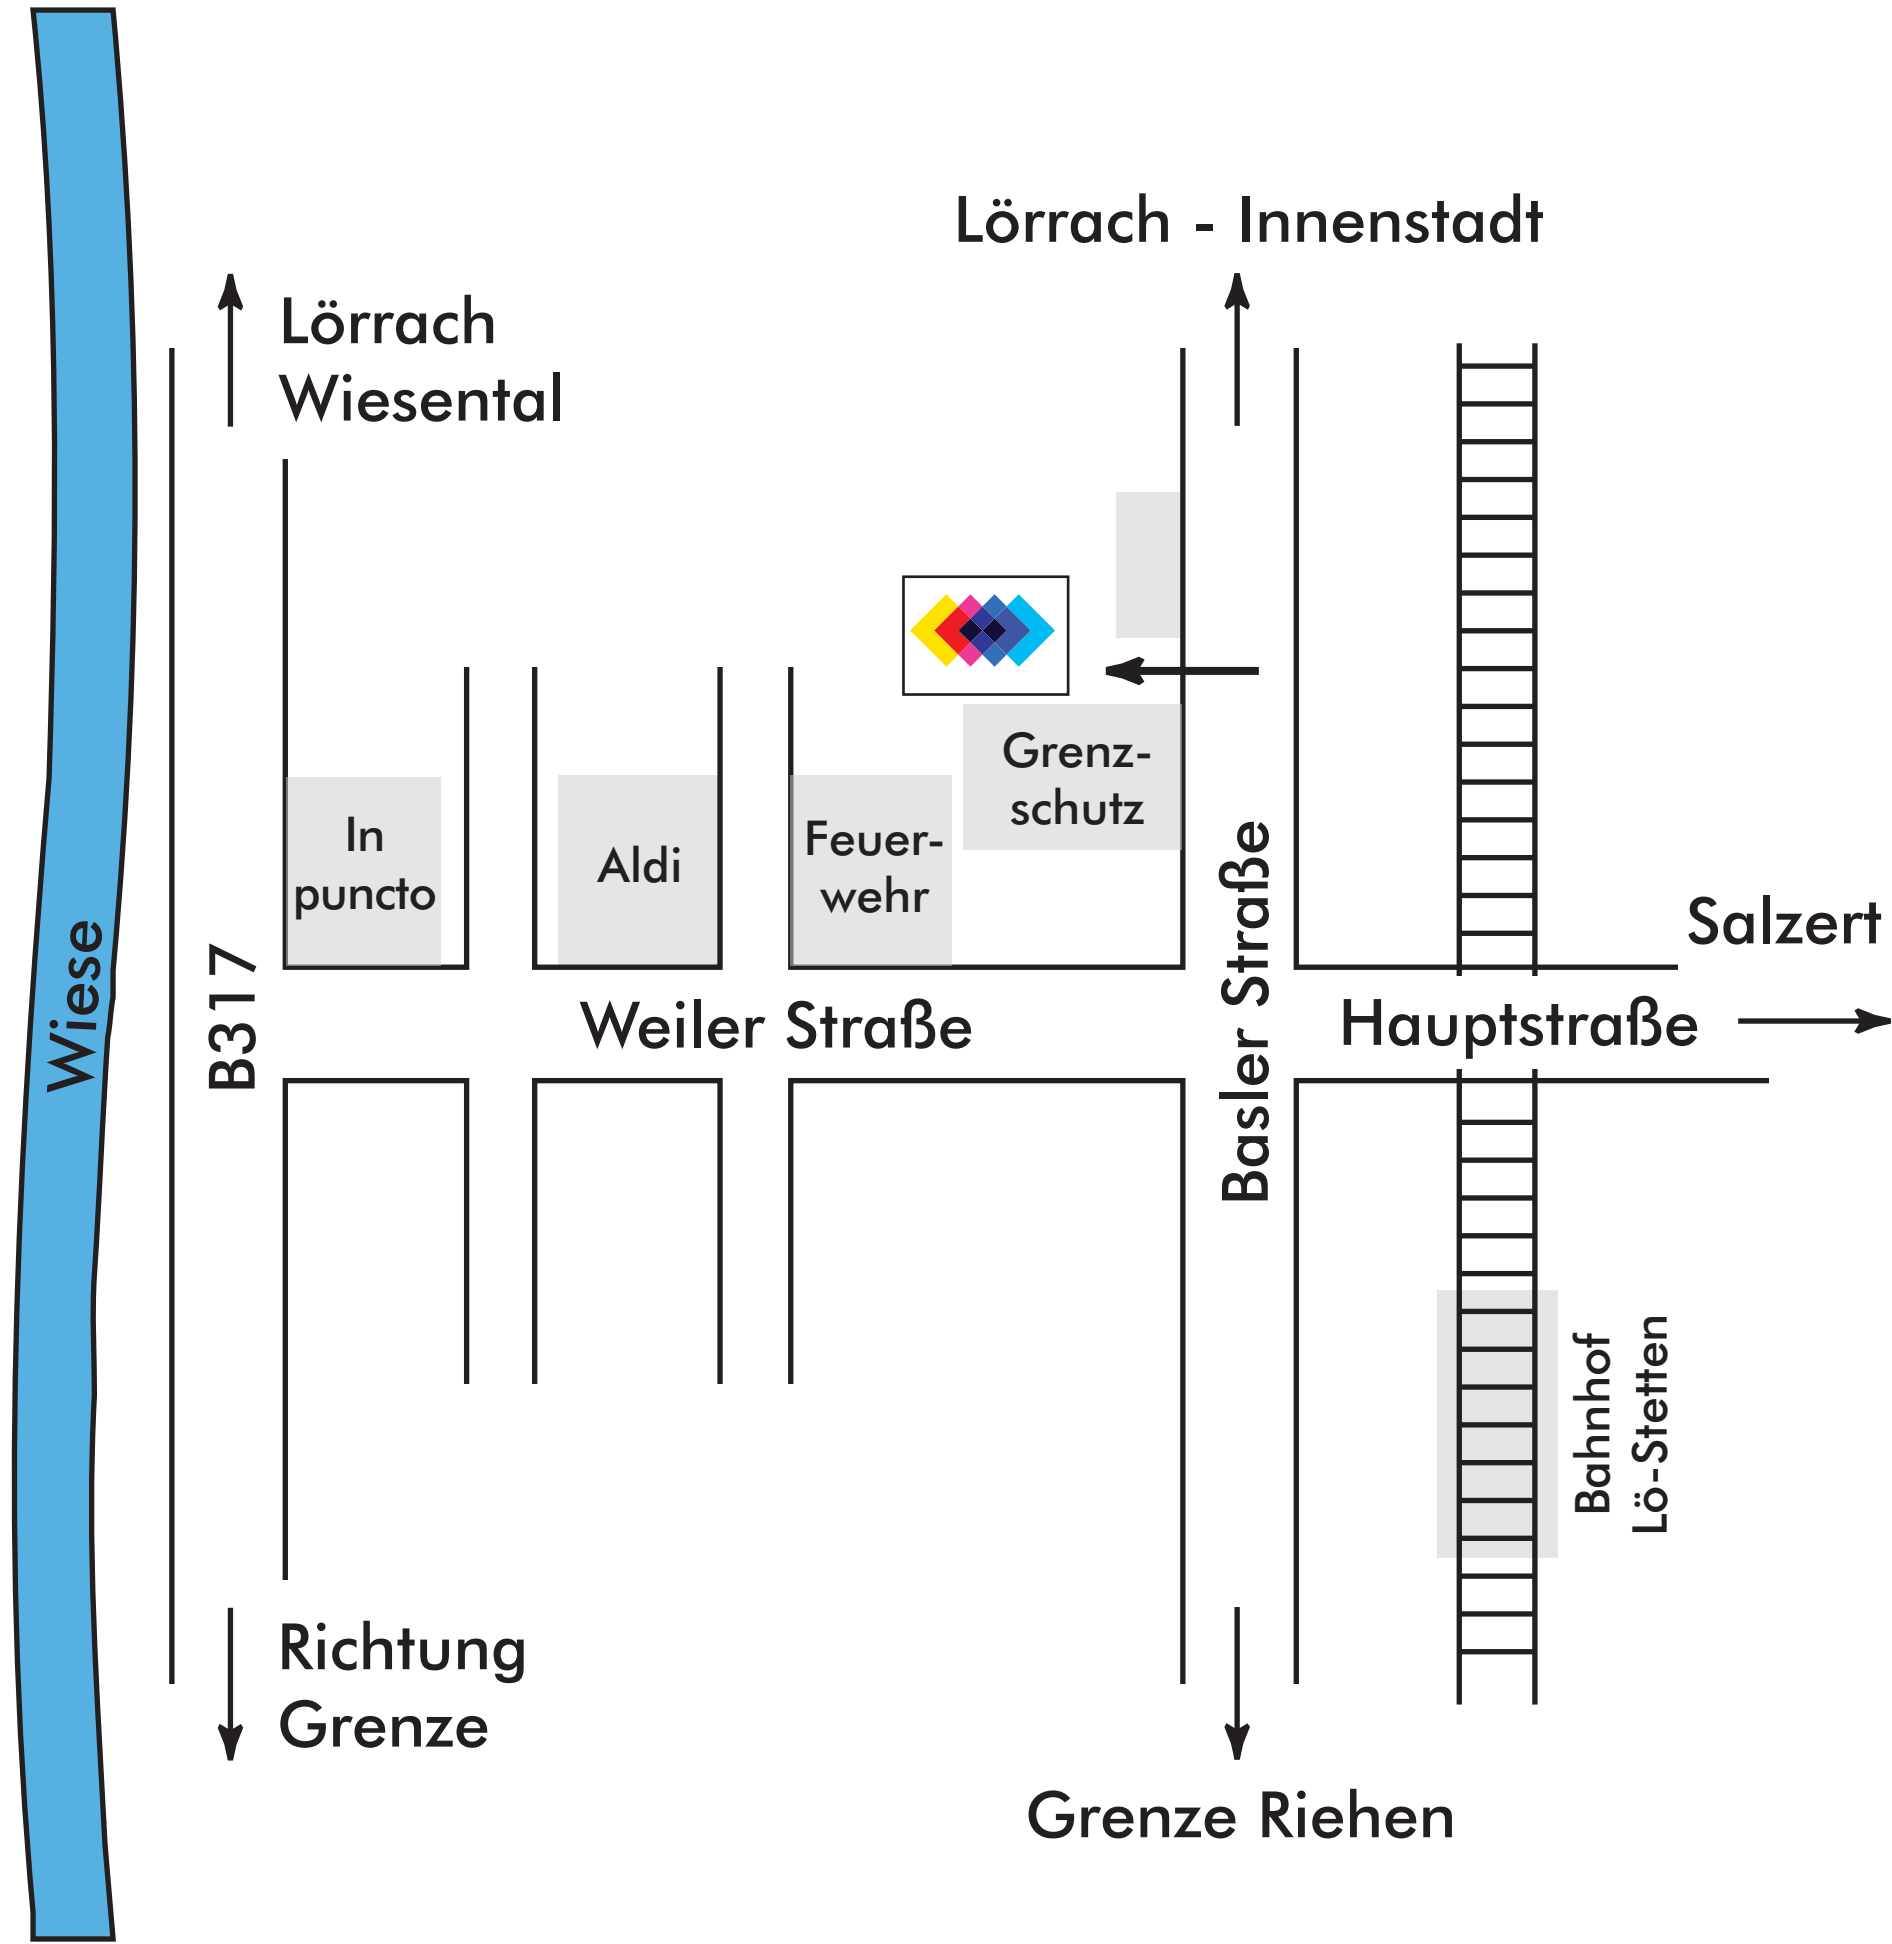 Lörrach - Innenstadt
Lörrach
Wiesental
Grenz-
schutz
In
puncto
Aldi
Feuer-
wehr
Salzert
Wiese
B317
Weiler Straße
Basler Straße
Hauptstraße
Bahnhof
Lö-Stetten
Richtung
Grenze
Grenze Riehen